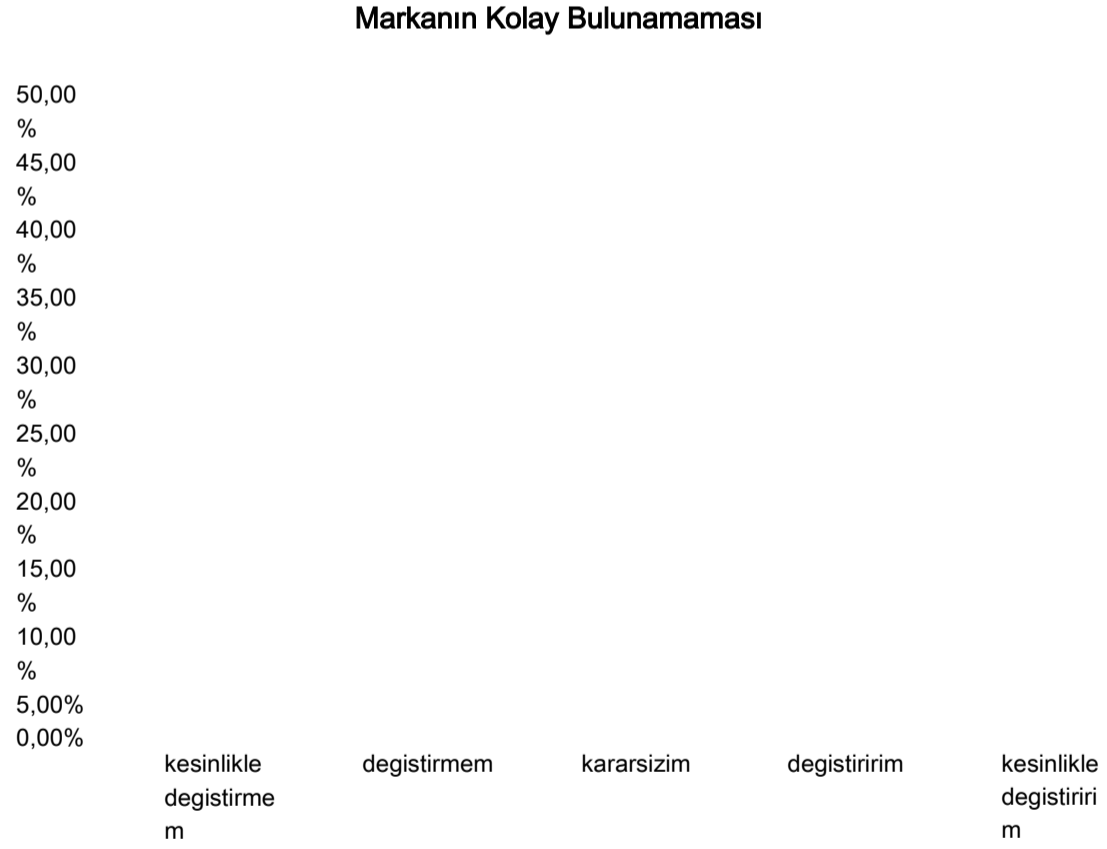 Markanın Kolay Bulunamaması
50,00
%
45,00
%
40,00
%
35,00
%
30,00
%
25,00
%
20,00
%
15,00
%
10,00
%
5,00%
0,00%
kesinlikle
degistirme
m
degistirmem
kararsizim
degistiririm
kesinlikle
degistiriri
m